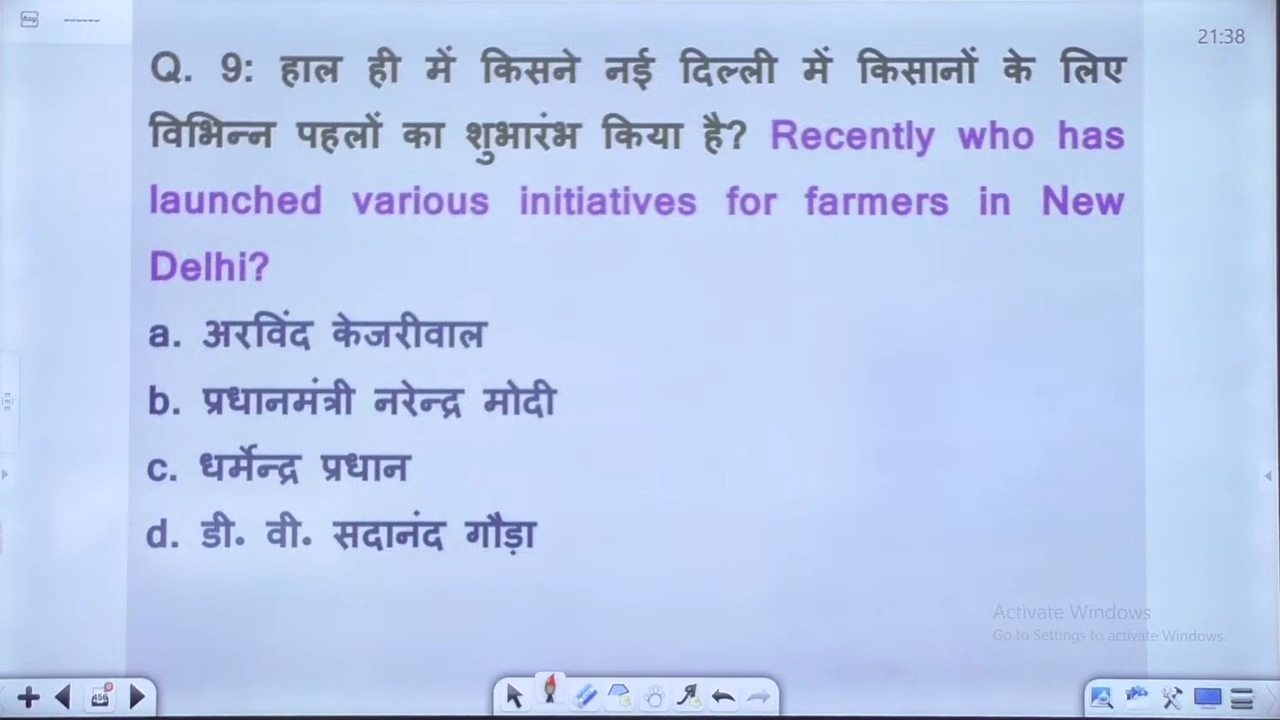 21:38
Q. 9: हाल ही में किसने नई दिल्ली में किसानों के लिए
विभिन्न पहलों का शुभारंभ किया है? Recently who has
launched various initiatives for farmers in New
Delhi?
a. अरविंद केजरीवाल
b. प्रधानमंत्री नरेन्द्र मोदी
c. धर्मेन्द्र प्रधान
d. डी. वी. सदानंद गौड़ा
Activate Windows
Go to Settings to activate Windows.
456